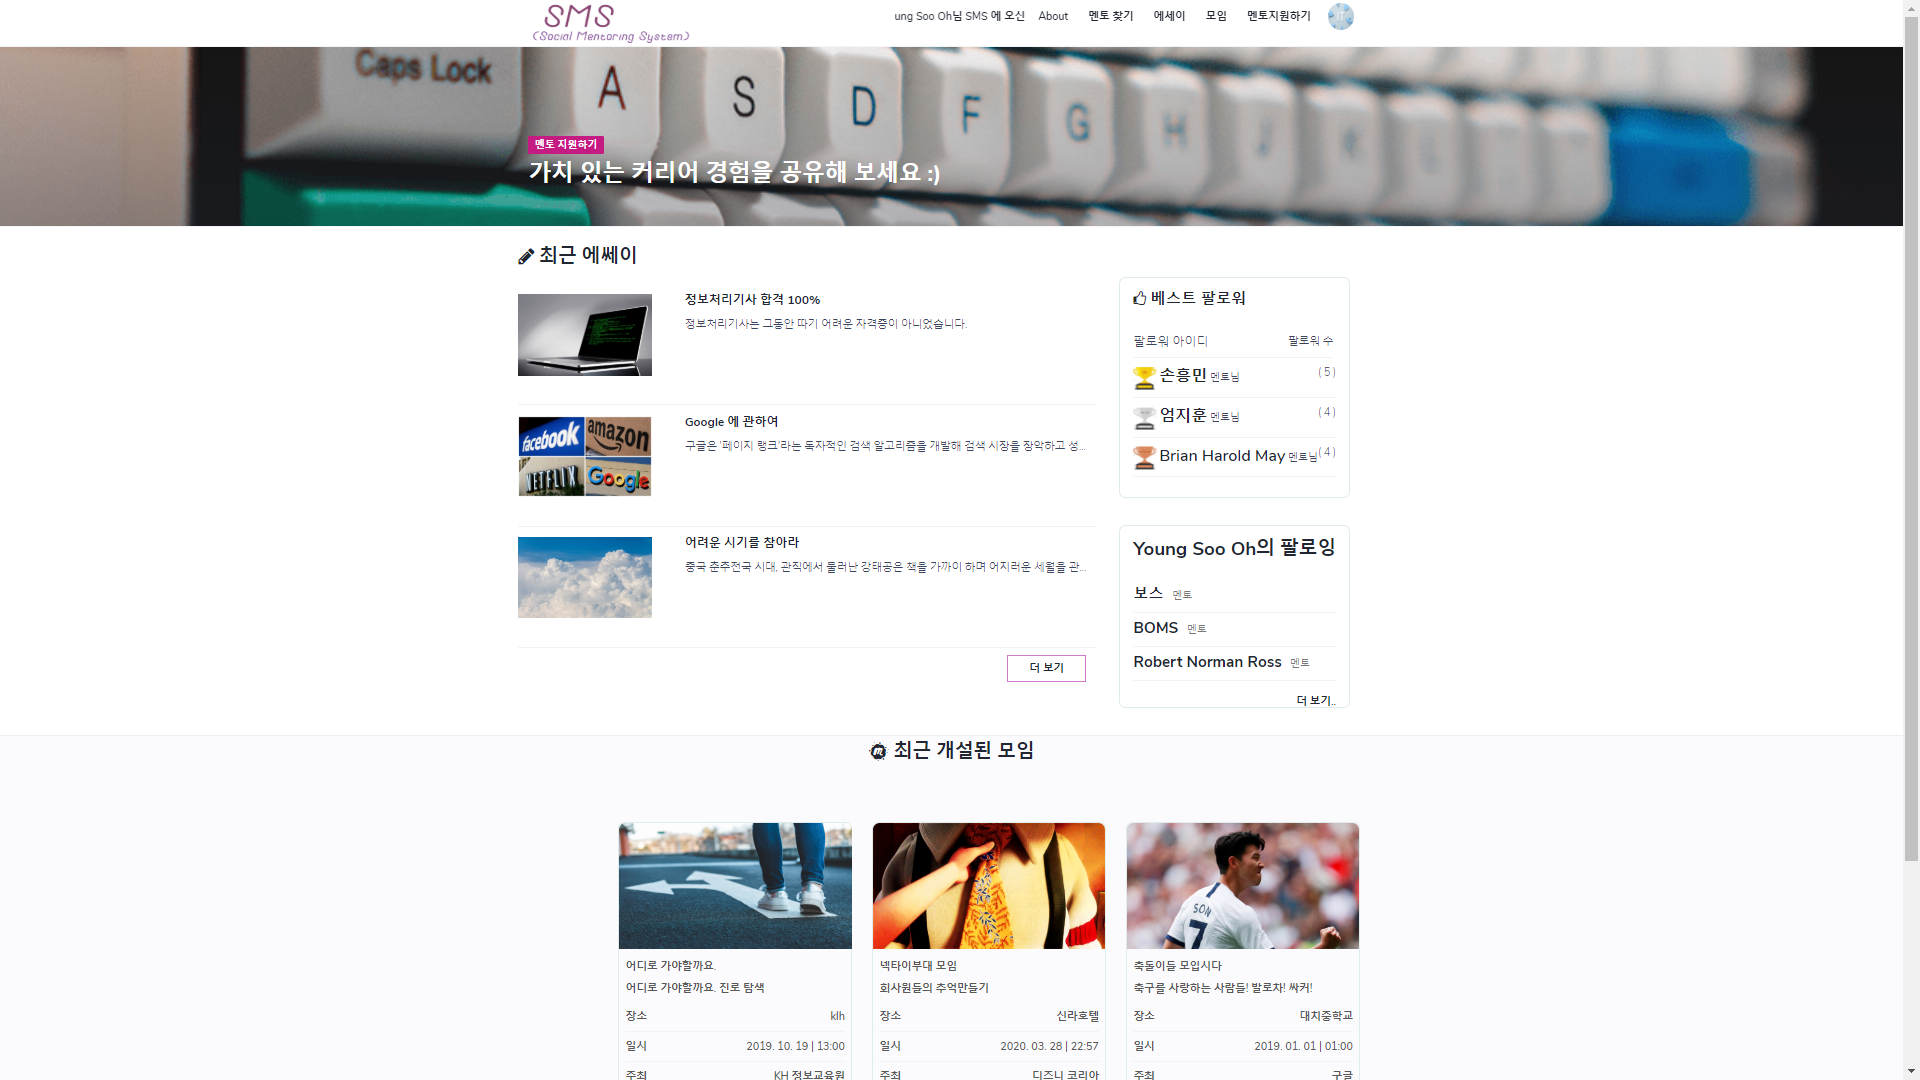 SMS
(Social Mentoring System)
ung Soo Oh님 SMS 에 오신
About
멘토 찾기
에세이
모임
멘토지원하기
Caps Lock
A
S
D
F
G
H
J
멘토 지원하기
가치 있는 커리어 경험을 공유해 보세요 :)
최근 에쎄이
정보처리기사 합격 100%
정보처리기사는 그동안 따기 어려운 자격증이 아니었습니다.
facebook
amazon
NETFLIX
Google
Google 에 관하여
구글은 '페이지 랭크'라는 독자적인 검색 알고리즘을 개발해 검색 시장을 장악하고 성...
어려운 시기를 참아라
중국 춘추전국 시대, 관직에서 물러난 강태공은 책을 가까이 하며 어지러운 세월을 관...
더 보기
베스트 팔로워
팔로워 아이디 팔로워 수
손흥민 멘토님 ( 5 )
엄지훈 멘토님 ( 4 )
Brian Harold May 멘토님 ( 4 )
Young Soo Oh의 팔로잉
보스 멘토
BOMS 멘토
Robert Norman Ross 멘토
더 보기..
최근 개설된 모임
어디로 가야할까요.
어디로 가야할까요. 진로 탐색
장소 klh
일시 2019. 10. 19 | 13:00
주최 KH 정보교육원
넥타이부대 모임
회사원들의 추억만들기
장소 신라호텔
일시 2020. 03. 28 | 22:57
주최 디즈니 코리아
SON
7
축돌이들 모입시다
축구를 사랑하는 사람들! 발로차! 싸커!
장소 대치중학교
일시 2019. 01. 01 | 01:00
주최 구글